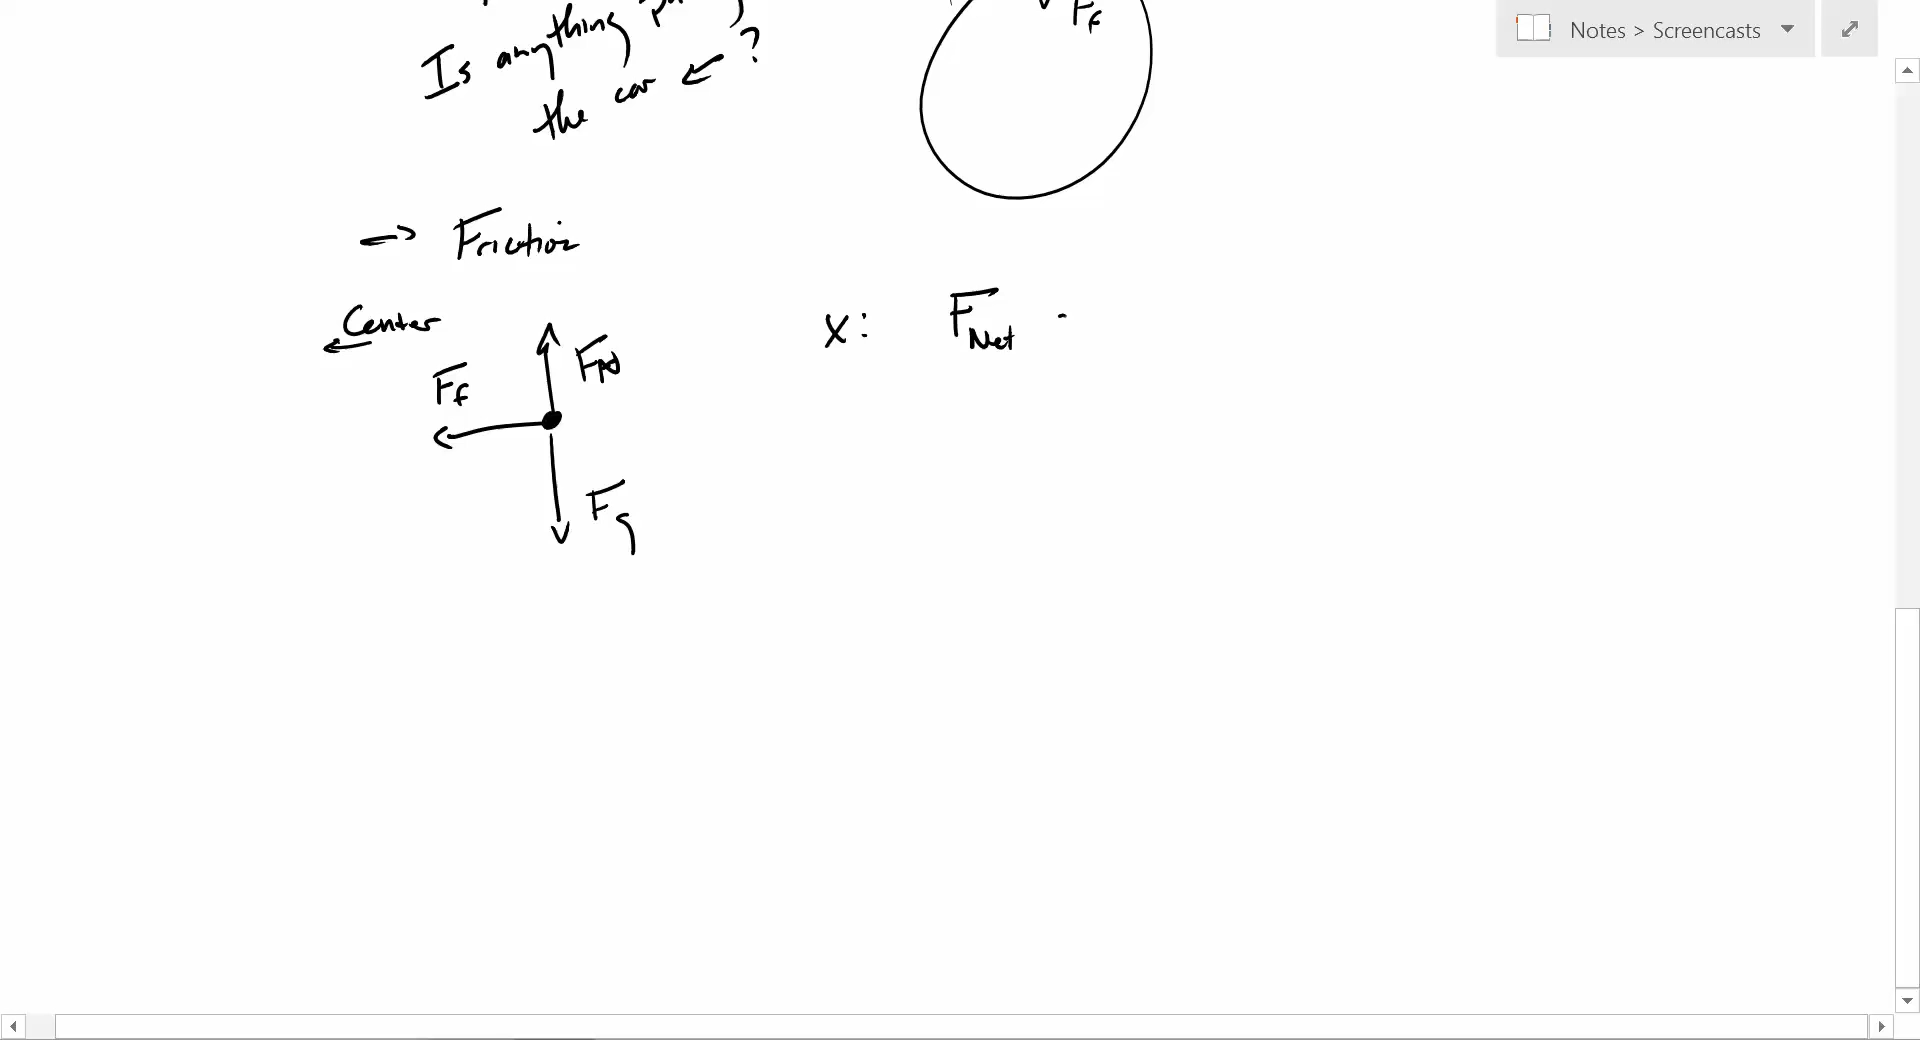 Is anything
the car ← ?
F_f
Notes > Screencasts
→ Friction
Center
←
F_N
F_f
F_g
x: F_Net -